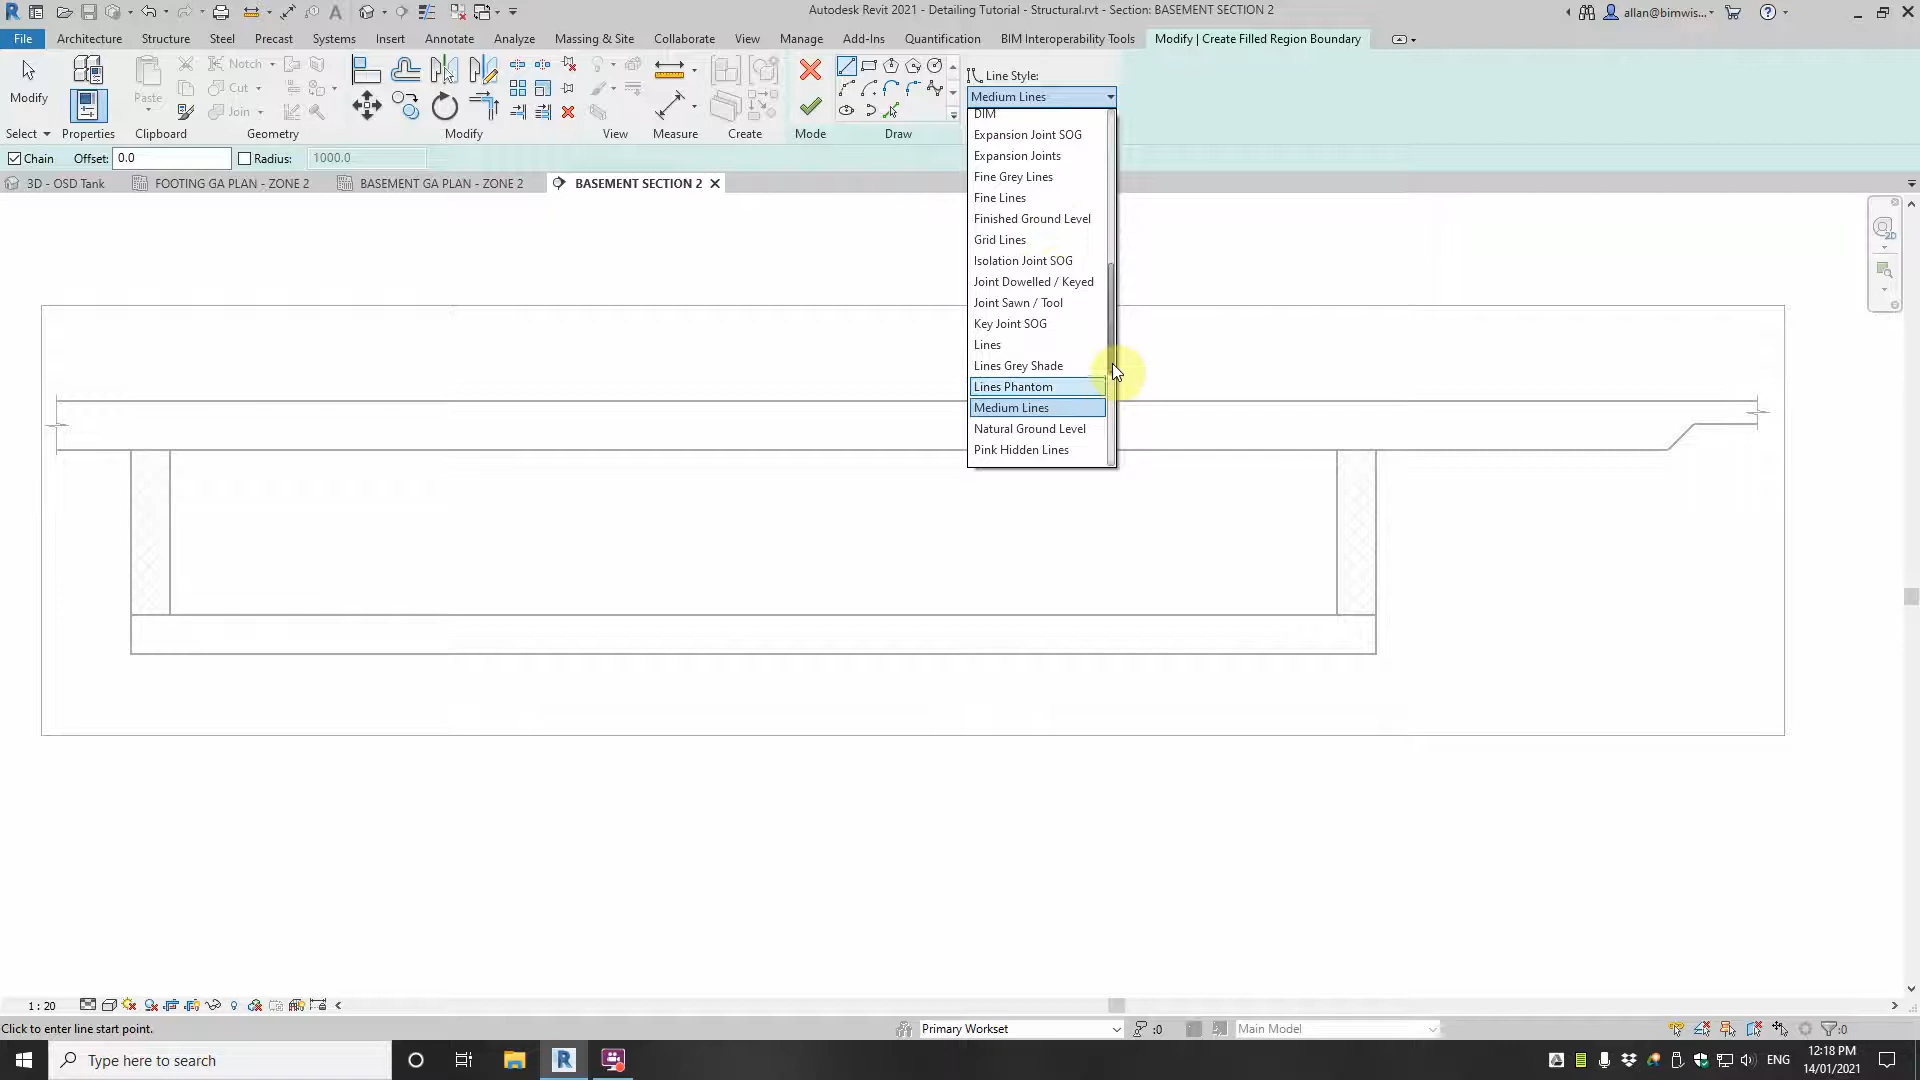 Autodesk Revit 2021 - Detailing Tutorial - Structural.rvt - Section: BASEMENT SECTION 2
allan@bimwis...
File Architecture Structure Steel Precast Systems Insert Annotate Analyze Massing & Site Collaborate View Manage Add-Ins Quantification BIM Interoperability Tools Modify | Create Filled Region Boundary
Modify
Paste
Notch
Cut
Join
Line Style:
Medium Lines
Select Properties Clipboard Geometry Modify View Measure Create Mode Draw
Chain Offset: 0.0 Radius: 1000.0
3D - OSD Tank FOOTING GA PLAN - ZONE 2 BASEMENT GA PLAN - ZONE 2 BASEMENT SECTION 2
DIM
Expansion Joint SOG
Expansion Joints
Fine Grey Lines
Fine Lines
Finished Ground Level
Grid Lines
Isolation Joint SOG
Joint Dowelled / Keyed
Joint Sawn / Tool
Key Joint SOG
Lines
Lines Grey Shade
Lines Phantom
Medium Lines
Natural Ground Level
Pink Hidden Lines
2D
1 : 20
Click to enter line start point.
Primary Workset
:0
Main Model
:0
Type here to search
ENG
12:18 PM
14/01/2021